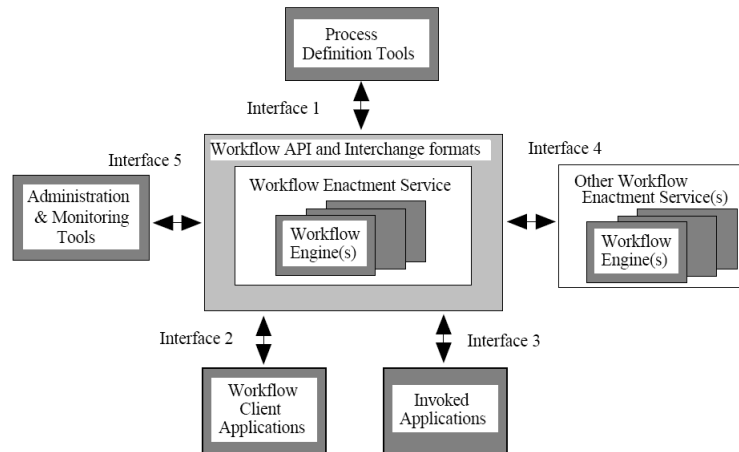 Process
Definition Tools
Interface 1
Workflow API and Interchange formats
Interface 5
Interface 4
Administration
& Monitoring
Tools
Workflow Enactment Service
Workflow
Engine(s)
Other Workflow
Enactment Service(s)
Workflow
Engine(s)
Interface 2
Interface 3
Workflow
Client
Applications
Invoked
Applications